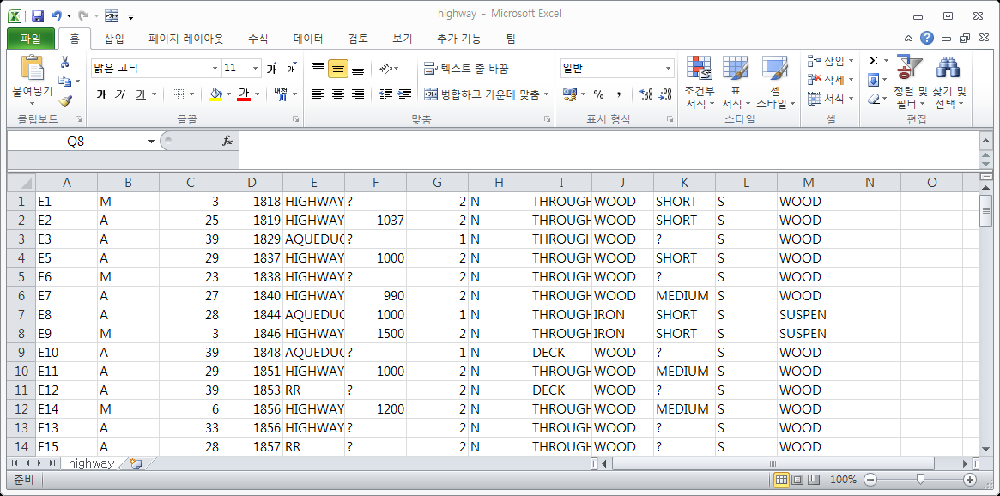 highway - Microsoft Excel
파일 홈 삽입 페이지 레이아웃 수식 데이터 검토 보기 추가 기능 팀
붙여넣기
클립보드
맑은 고딕 11 가 가
가 가 가 가 내천
글꼴
텍스트 줄 바꿈
병합하고 가운데 맞춤
맞춤
일반
% , .00 .0
표시 형식
조건부 서식 표 서식 셀 스타일
스타일
삽입
삭제
서식
셀
Σ 정렬 및 필터 찾기 및 선택
편집
Q8 fx
A B C D E F G H I J K L M N O
1 E1 M 3 1818 HIGHWAY ? 2 N THROUGH WOOD SHORT S WOOD
2 E2 A 25 1819 HIGHWAY 1037 2 N THROUGH WOOD SHORT S WOOD
3 E3 A 39 1829 AQUEDUC ? 1 N THROUGH WOOD ? S WOOD
4 E5 A 29 1837 HIGHWAY 1000 2 N THROUGH WOOD SHORT S WOOD
5 E6 M 23 1838 HIGHWAY ? 2 N THROUGH WOOD ? S WOOD
6 E7 A 27 1840 HIGHWAY 990 2 N THROUGH WOOD MEDIUM S WOOD
7 E8 A 28 1844 AQUEDUC 1000 1 N THROUGH IRON SHORT S SUSPEN
8 E9 M 3 1846 HIGHWAY 1500 2 N THROUGH IRON SHORT S SUSPEN
9 E10 A 39 1848 AQUEDUC ? 1 N DECK WOOD ? S WOOD
10 E11 A 29 1851 HIGHWAY 1000 2 N THROUGH WOOD MEDIUM S WOOD
11 E12 A 39 1853 RR ? 2 N DECK WOOD ? S WOOD
12 E14 M 6 1856 HIGHWAY 1200 2 N THROUGH WOOD MEDIUM S WOOD
13 E13 A 33 1856 HIGHWAY ? 2 N THROUGH WOOD ? S WOOD
14 E15 A 28 1857 RR ? 2 N THROUGH WOOD ? S WOOD
highway
준비 100%